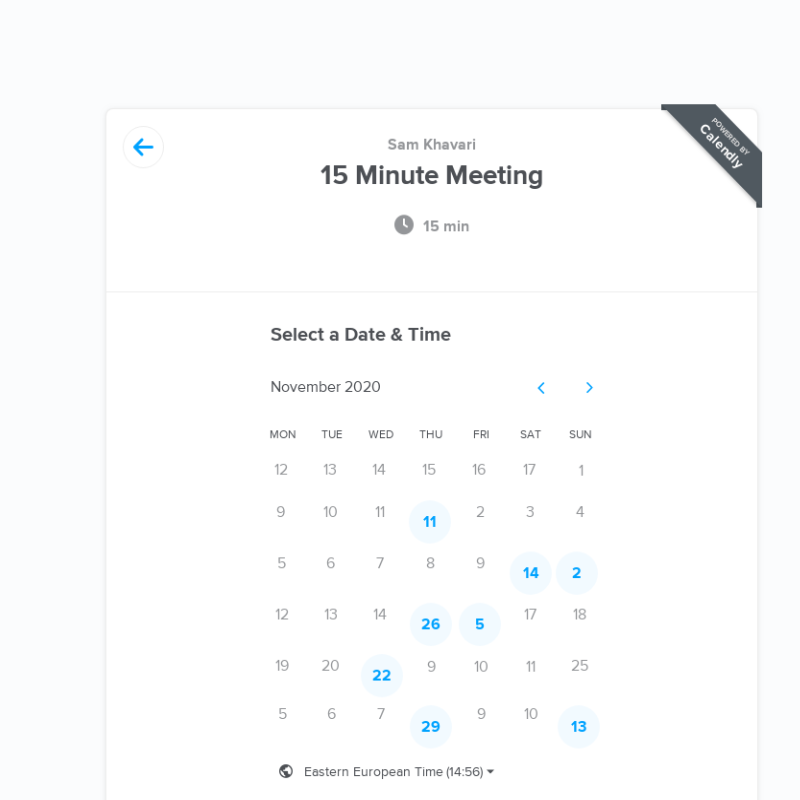 POWERED BY
Calendly
Sam Khavari
15 Minute Meeting
15 min
Select a Date & Time
November 2020
MON TUE WED THU FRI SAT SUN
12 13 14 15 16 17 1
9 10 11 11 2 3 4
5 6 7 8 9 14 2
12 13 14 26 5 17 18
19 20 22 9 10 11 25
5 6 7 29 9 10 13
Eastern European Time (14:56)